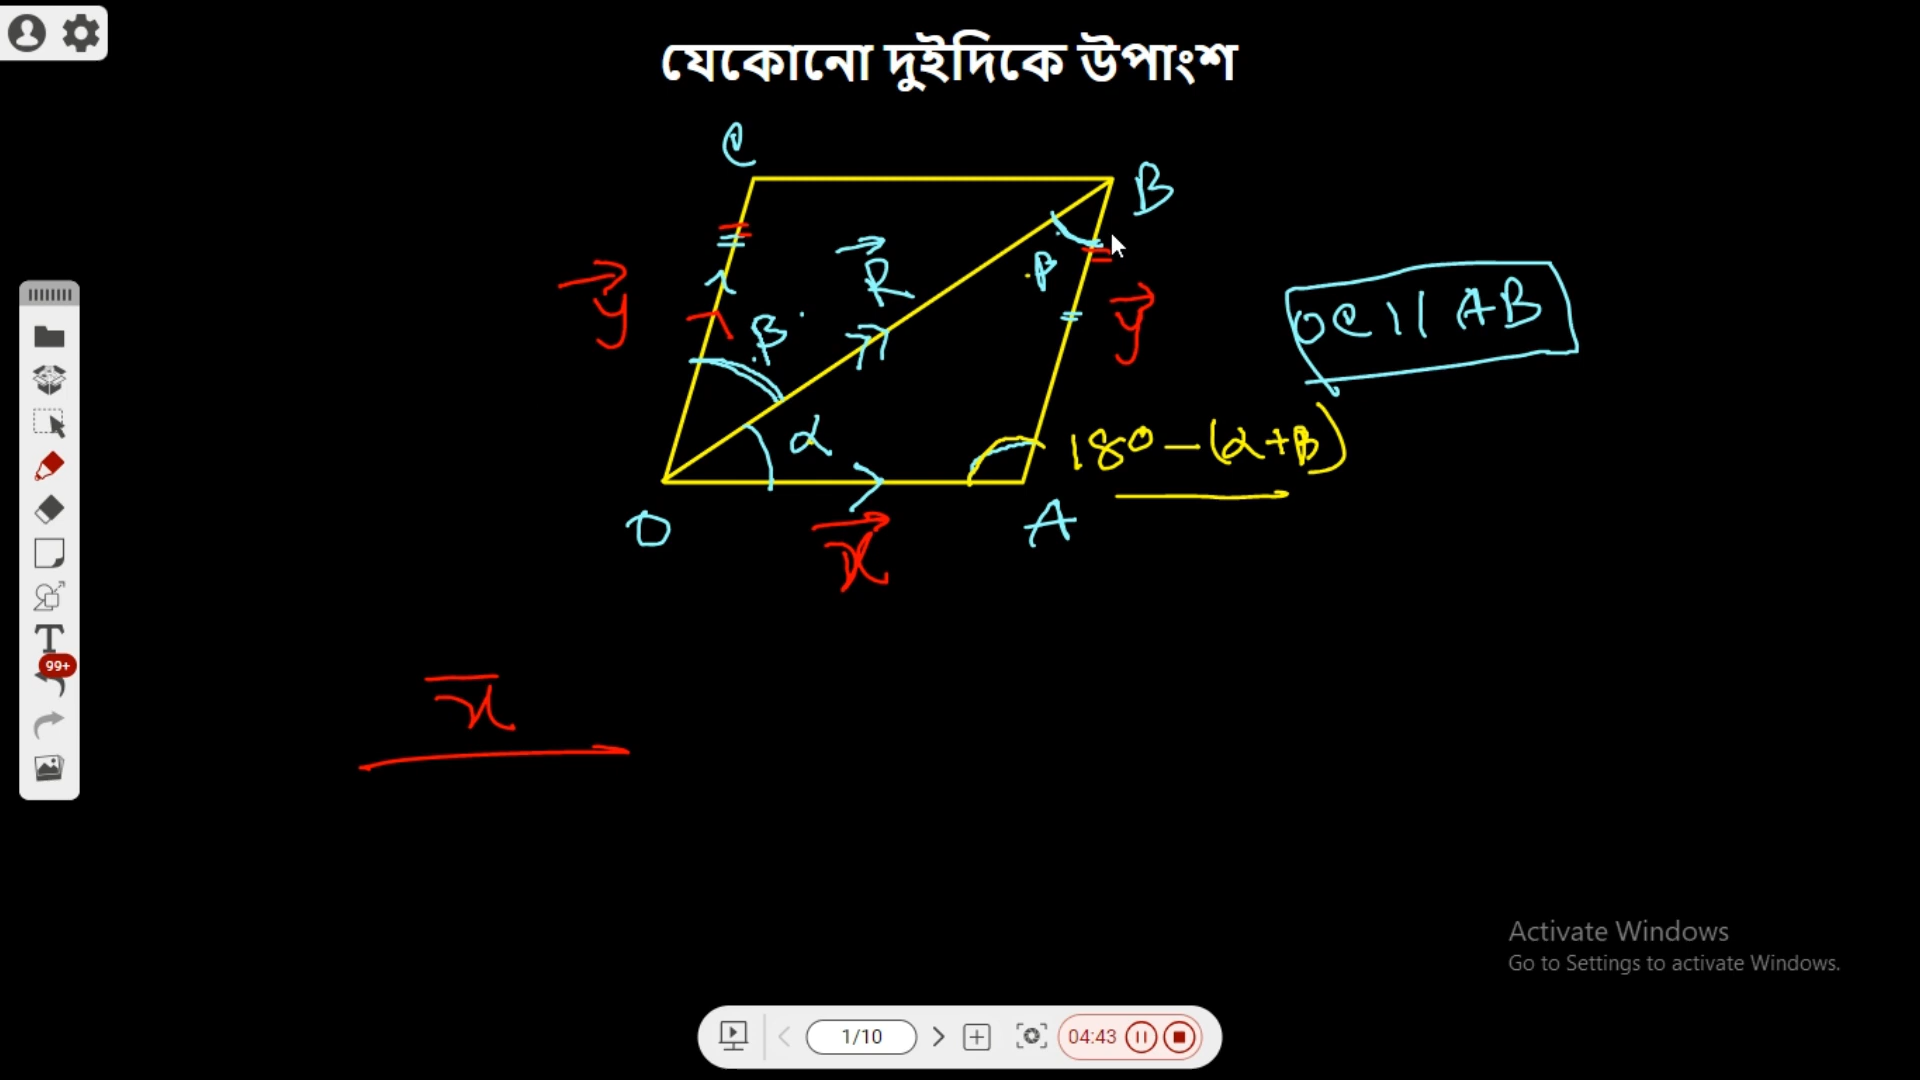 যেকোনো দুইদিকে উপাংশ
C
B
R
y
β
β
y
OC || AB
α
180 - (α+β)
O
A
x
x
99+
Activate Windows
Go to Settings to activate Windows.
1/10
04:43